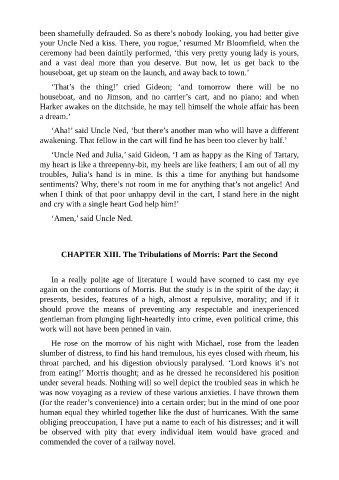 been shamefully defrauded. So as there’s nobody looking, you had better give
your Uncle Ned a kiss. There, you rogue,’ resumed Mr Bloomfield, when the
ceremony had been daintily performed, ‘this very pretty young lady is yours,
and a vast deal more than you deserve. But now, let us get back to the
houseboat, get up steam on the launch, and away back to town.’
‘That’s the thing!’ cried Gideon; ‘and tomorrow there will be no
houseboat, and no Jimson, and no carrier’s cart, and no piano; and when
Harker awakes on the ditchside, he may tell himself the whole affair has been
a dream.’
‘Aha!’ said Uncle Ned, ‘but there’s another man who will have a different
awakening. That fellow in the cart will find he has been too clever by half.’
‘Uncle Ned and Julia,’ said Gideon, ‘I am as happy as the King of Tartary,
my heart is like a threepenny-bit, my heels are like feathers; I am out of all my
troubles, Julia’s hand is in mine. Is this a time for anything but handsome
sentiments? Why, there’s not room in me for anything that’s not angelic! And
when I think of that poor unhappy devil in the cart, I stand here in the night
and cry with a single heart God help him!’
‘Amen,’ said Uncle Ned.
CHAPTER XIII. The Tribulations of Morris: Part the Second
In a really polite age of literature I would have scorned to cast my eye
again on the contortions of Morris. But the study is in the spirit of the day; it
presents, besides, features of a high, almost a repulsive, morality; and if it
should prove the means of preventing any respectable and inexperienced
gentleman from plunging light-heartedly into crime, even political crime, this
work will not have been penned in vain.
He rose on the morrow of his night with Michael, rose from the leaden
slumber of distress, to find his hand tremulous, his eyes closed with rheum, his
throat parched, and his digestion obviously paralysed. ‘Lord knows it’s not
from eating!’ Morris thought; and as he dressed he reconsidered his position
under several heads. Nothing will so well depict the troubled seas in which he
was now voyaging as a review of these various anxieties. I have thrown them
(for the reader’s convenience) into a certain order; but in the mind of one poor
human equal they whirled together like the dust of hurricanes. With the same
obliging preoccupation, I have put a name to each of his distresses; and it will
be observed with pity that every individual item would have graced and
commended the cover of a railway novel.